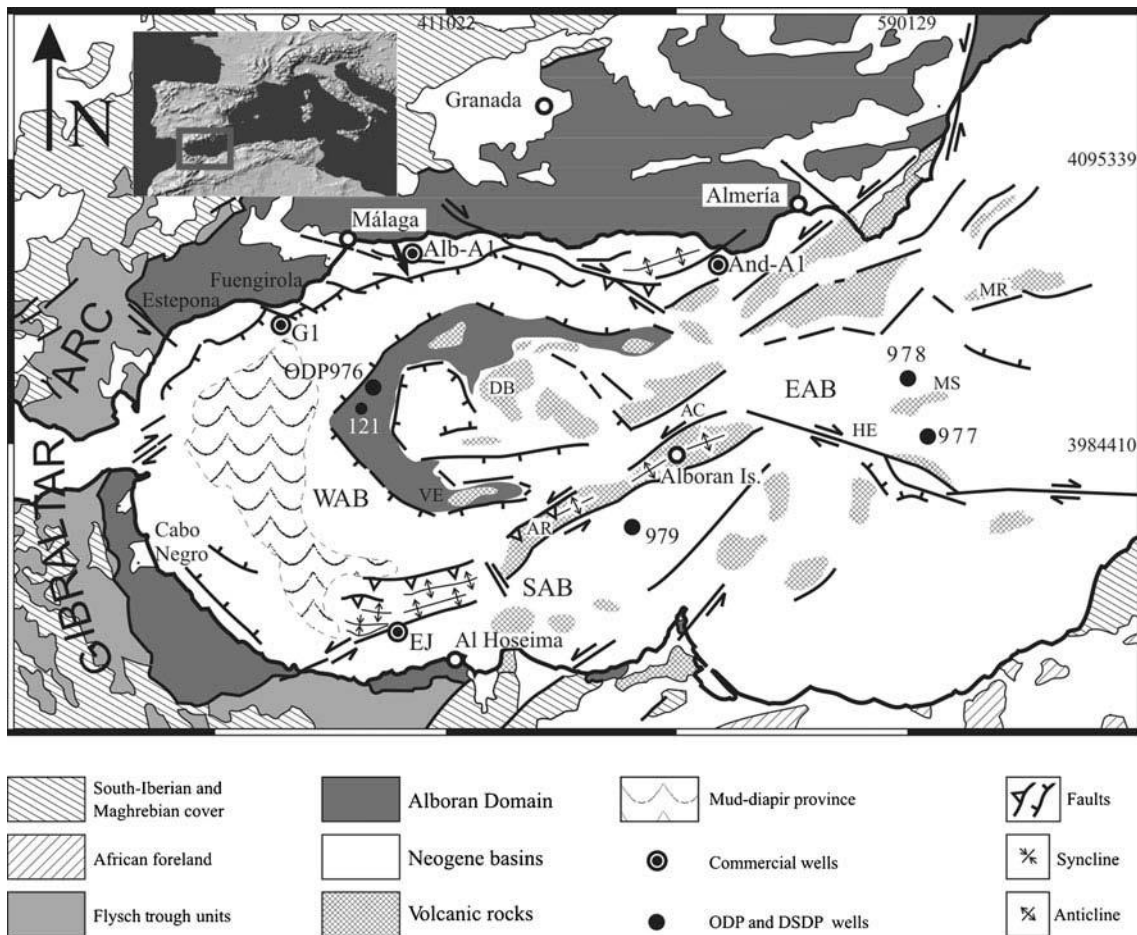 411022
590129
N
Granada
4095339
Almería
Málaga
Alb-A1
And-A1
Fuengirola
Estepona
MR
G1
ARC
978
ODP976
DB
MS
EAB
121
AC
HE
977
3984410
GIBRALTAR
WAB
VE
Alboran Is.
AR
979
Cabo
Negro
SAB
EJ
Al Hoseima
South-Iberian and
Maghrebian cover
African foreland
Flysch trough units
Alboran Domain
Neogene basins
Volcanic rocks
Mud-diapir province
Commercial wells
ODP and DSDP wells
Faults
Syncline
Anticline